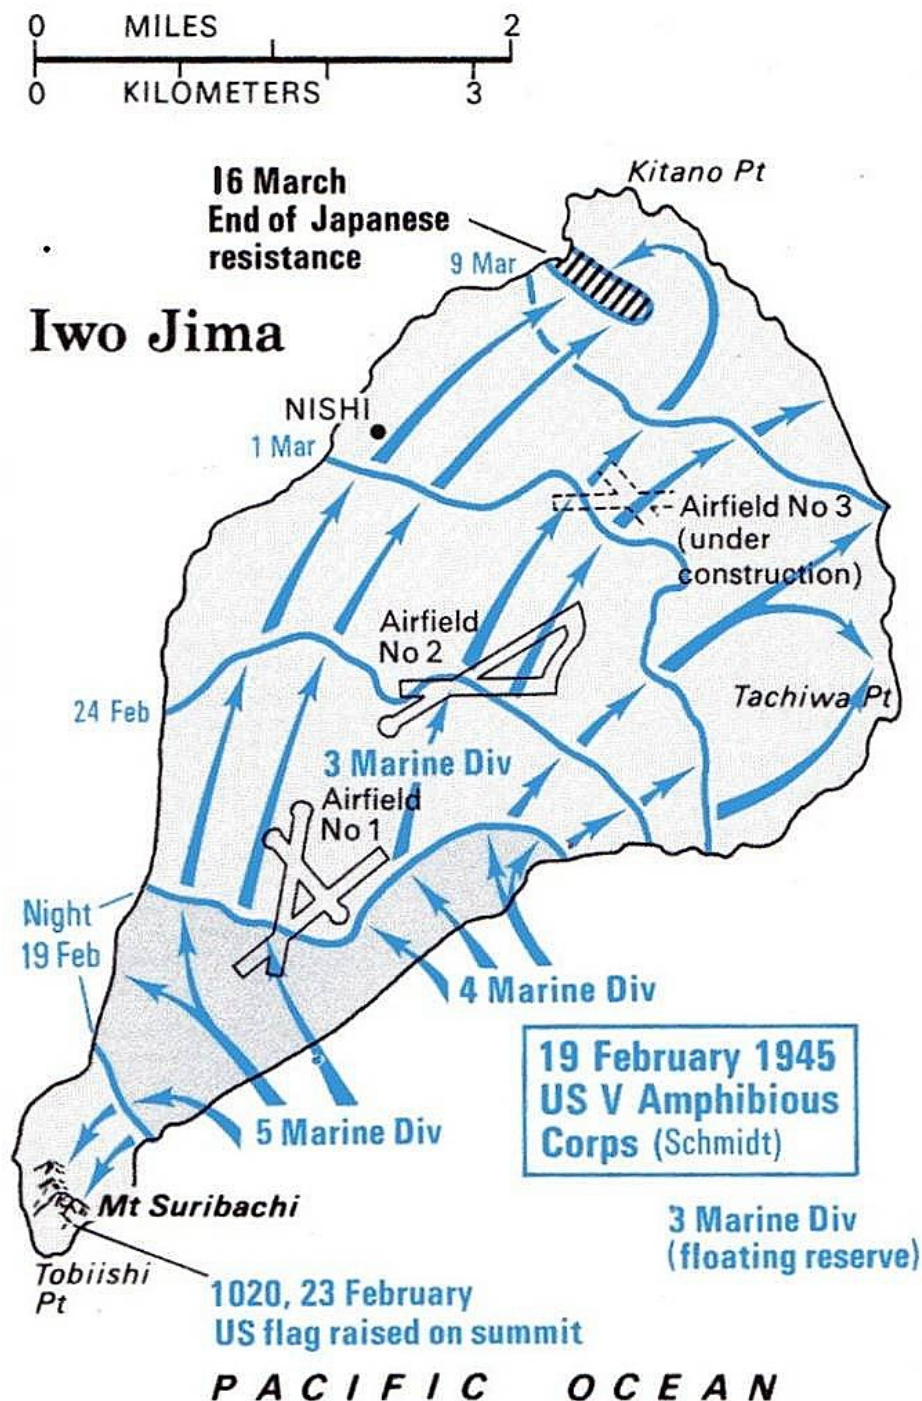 0 MILES 2
0 KILOMETERS 3
Kitano Pt
16 March
End of Japanese
resistance
9 Mar
Iwo Jima
NISHI
1 Mar
Airfield No 3
(under
construction)
Airfield
No 2
24 Feb
Tachiwa Pt
3 Marine Div
Airfield
No 1
Night
19 Feb
4 Marine Div
19 February 1945
US V Amphibious
Corps (Schmidt)
5 Marine Div
Mt Suribachi
3 Marine Div
(floating reserve)
Tobiishi
Pt
1020, 23 February
US flag raised on summit
PACIFIC OCEAN